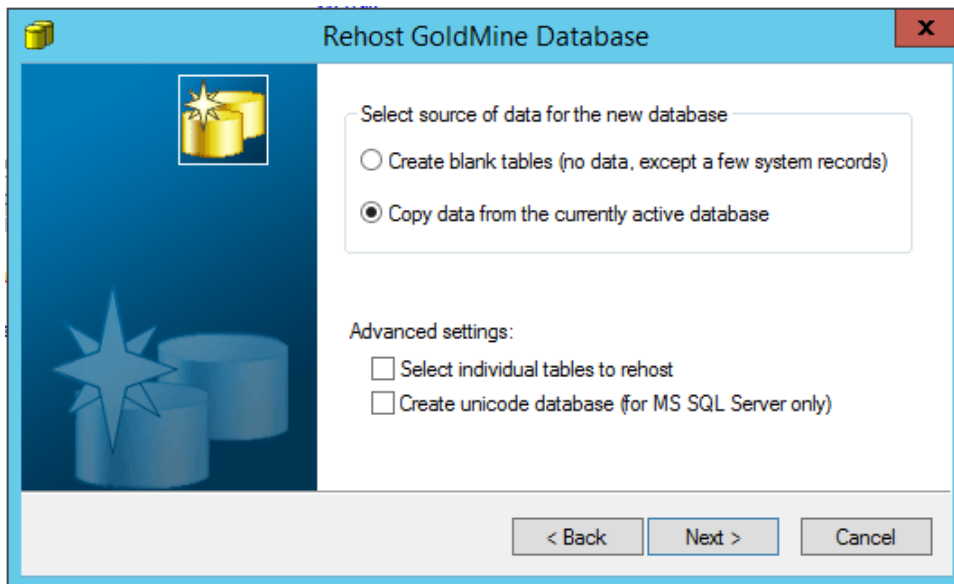 Rehost GoldMine Database
x
Select source of data for the new database
Create blank tables (no data, except a few system records)
Copy data from the currently active database
Advanced settings:
Select individual tables to rehost
Create unicode database (for MS SQL Server only)
< Back
Next >
Cancel